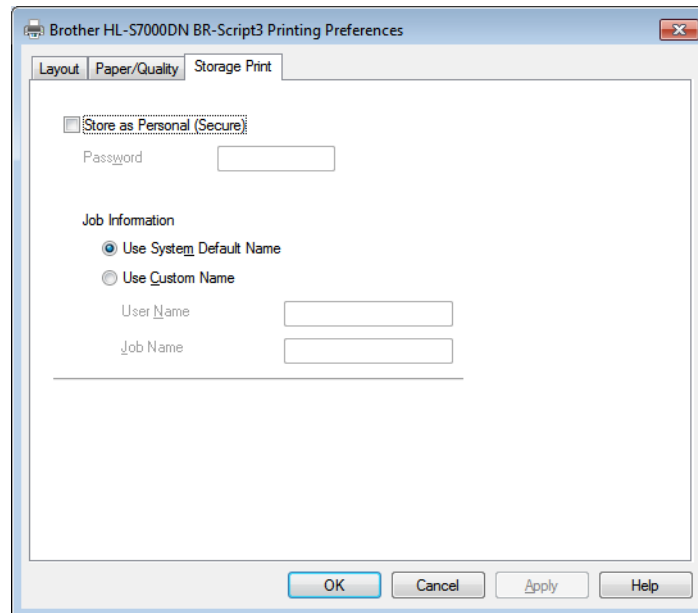 Brother HL-S7000DN BR-Script3 Printing Preferences
Layout Paper/Quality Storage Print
Store as Personal (Secure)
Password
Job Information
Use System Default Name
Use Custom Name
User Name
Job Name
OK Cancel Apply Help